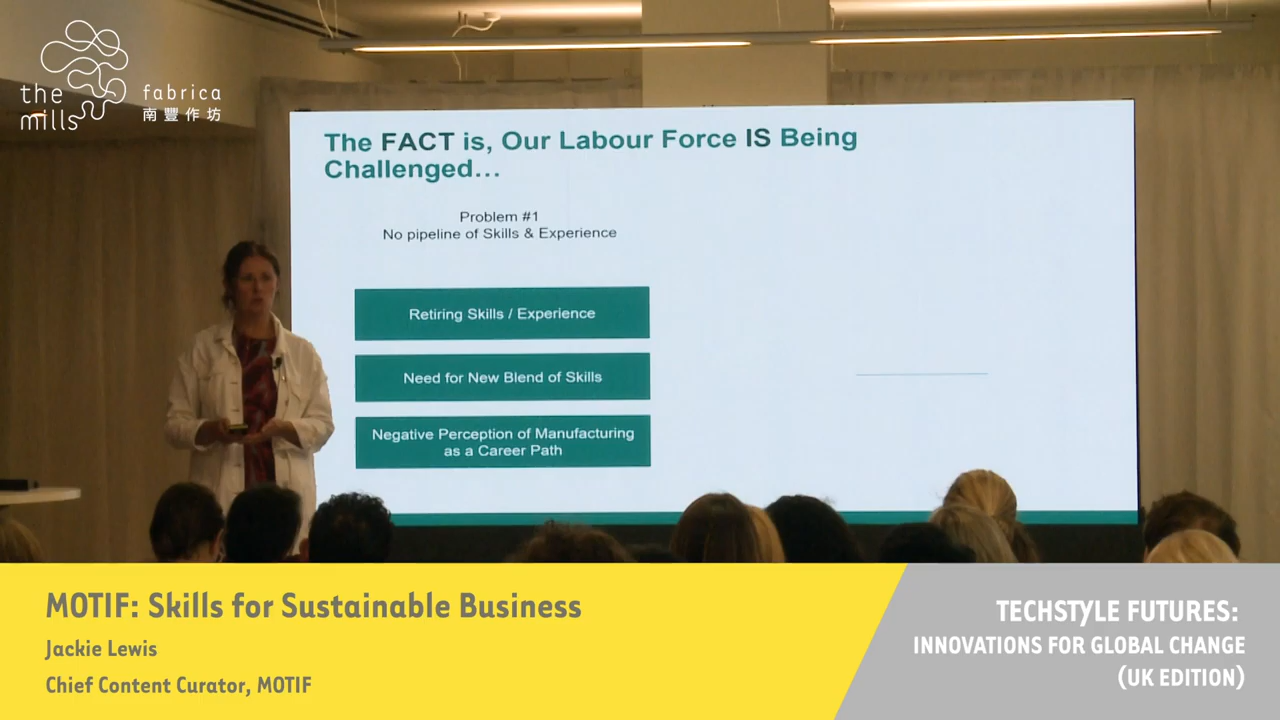 the
mills
fabrica
南豐作坊
The FACT is, Our Labour Force IS Being
Challenged...
Problem #1
No pipeline of Skills & Experience
Retiring Skills / Experience
Need for New Blend of Skills
Negative Perception of Manufacturing
as a Career Path
MOTIF: Skills for Sustainable Business
Jackie Lewis
Chief Content Curator, MOTIF
TECHSTYLE FUTURES:
INNOVATIONS FOR GLOBAL CHANGE
(UK EDITION)